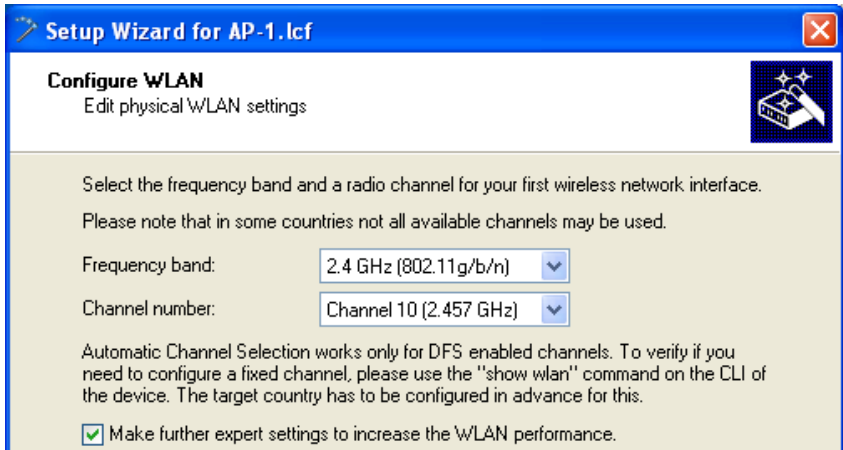 Setup Wizard for AP-1.lcf
Configure WLAN
Edit physical WLAN settings
Select the frequency band and a radio channel for your first wireless network interface.
Please note that in some countries not all available channels may be used.
Frequency band: 2.4 GHz (802.11g/b/n)
Channel number: Channel 10 (2.457 GHz)
Automatic Channel Selection works only for DFS enabled channels. To verify if you
need to configure a fixed channel, please use the "show wlan" command on the CLI of
the device. The target country has to be configured in advance for this.
Make further expert settings to increase the WLAN performance.